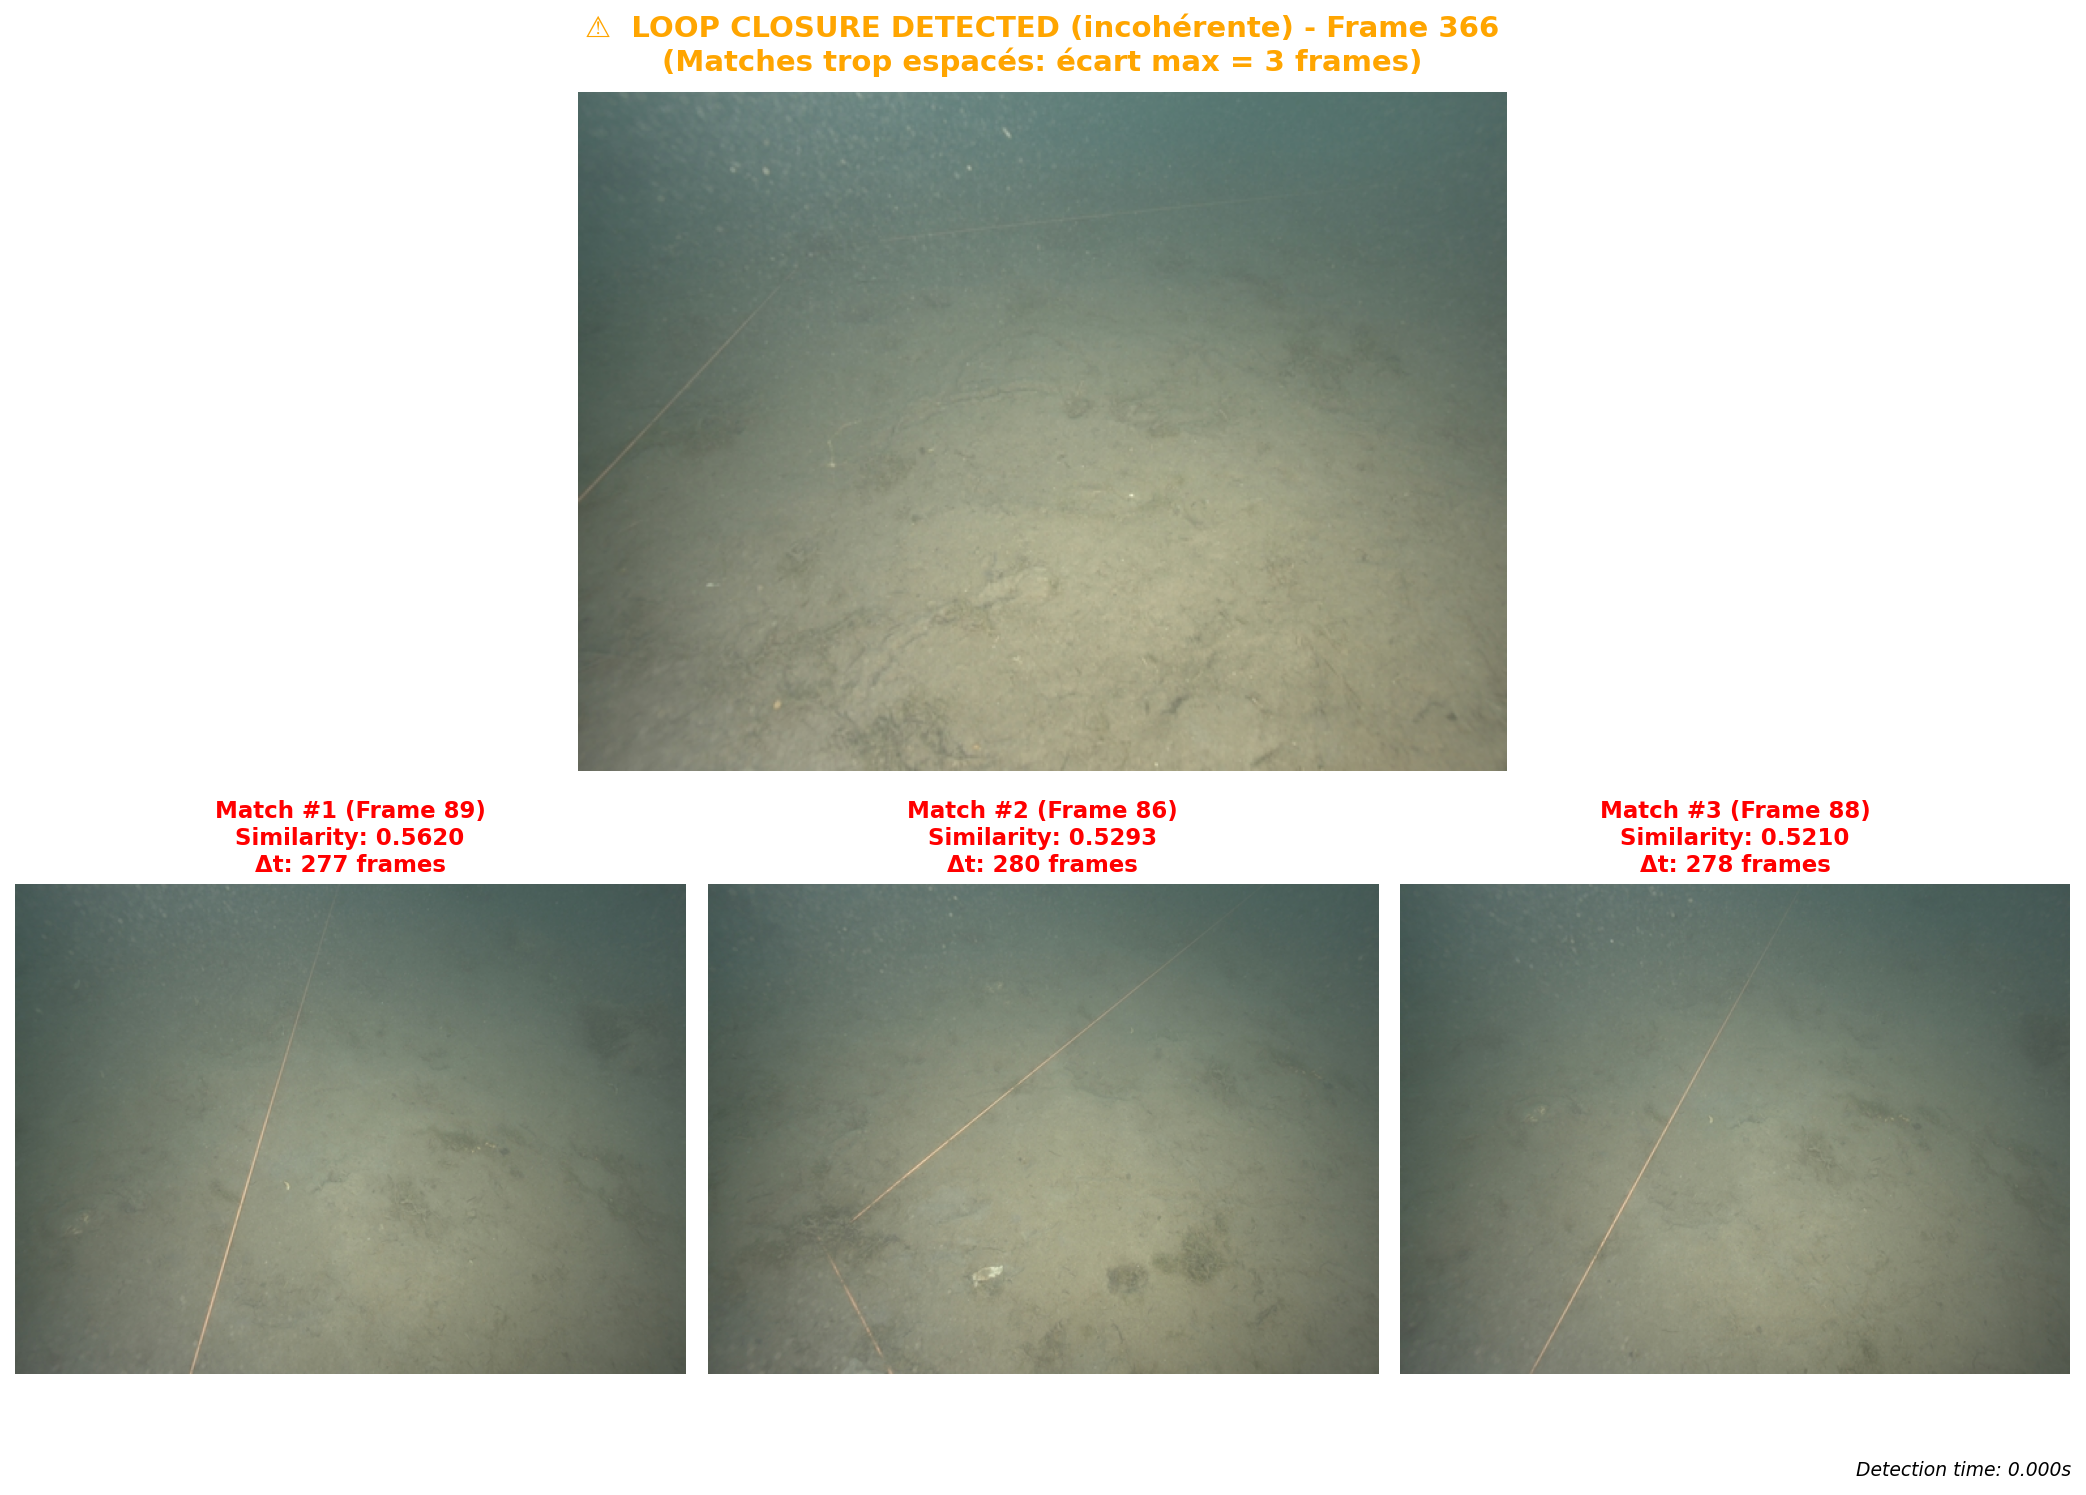 ⚠ LOOP CLOSURE DETECTED (incohérente) - Frame 366
(Matches trop espacés: écart max = 3 frames)
Match #1 (Frame 89)
Similarity: 0.5620
Δt: 277 frames
Match #2 (Frame 86)
Similarity: 0.5293
Δt: 280 frames
Match #3 (Frame 88)
Similarity: 0.5210
Δt: 278 frames
Detection time: 0.000s